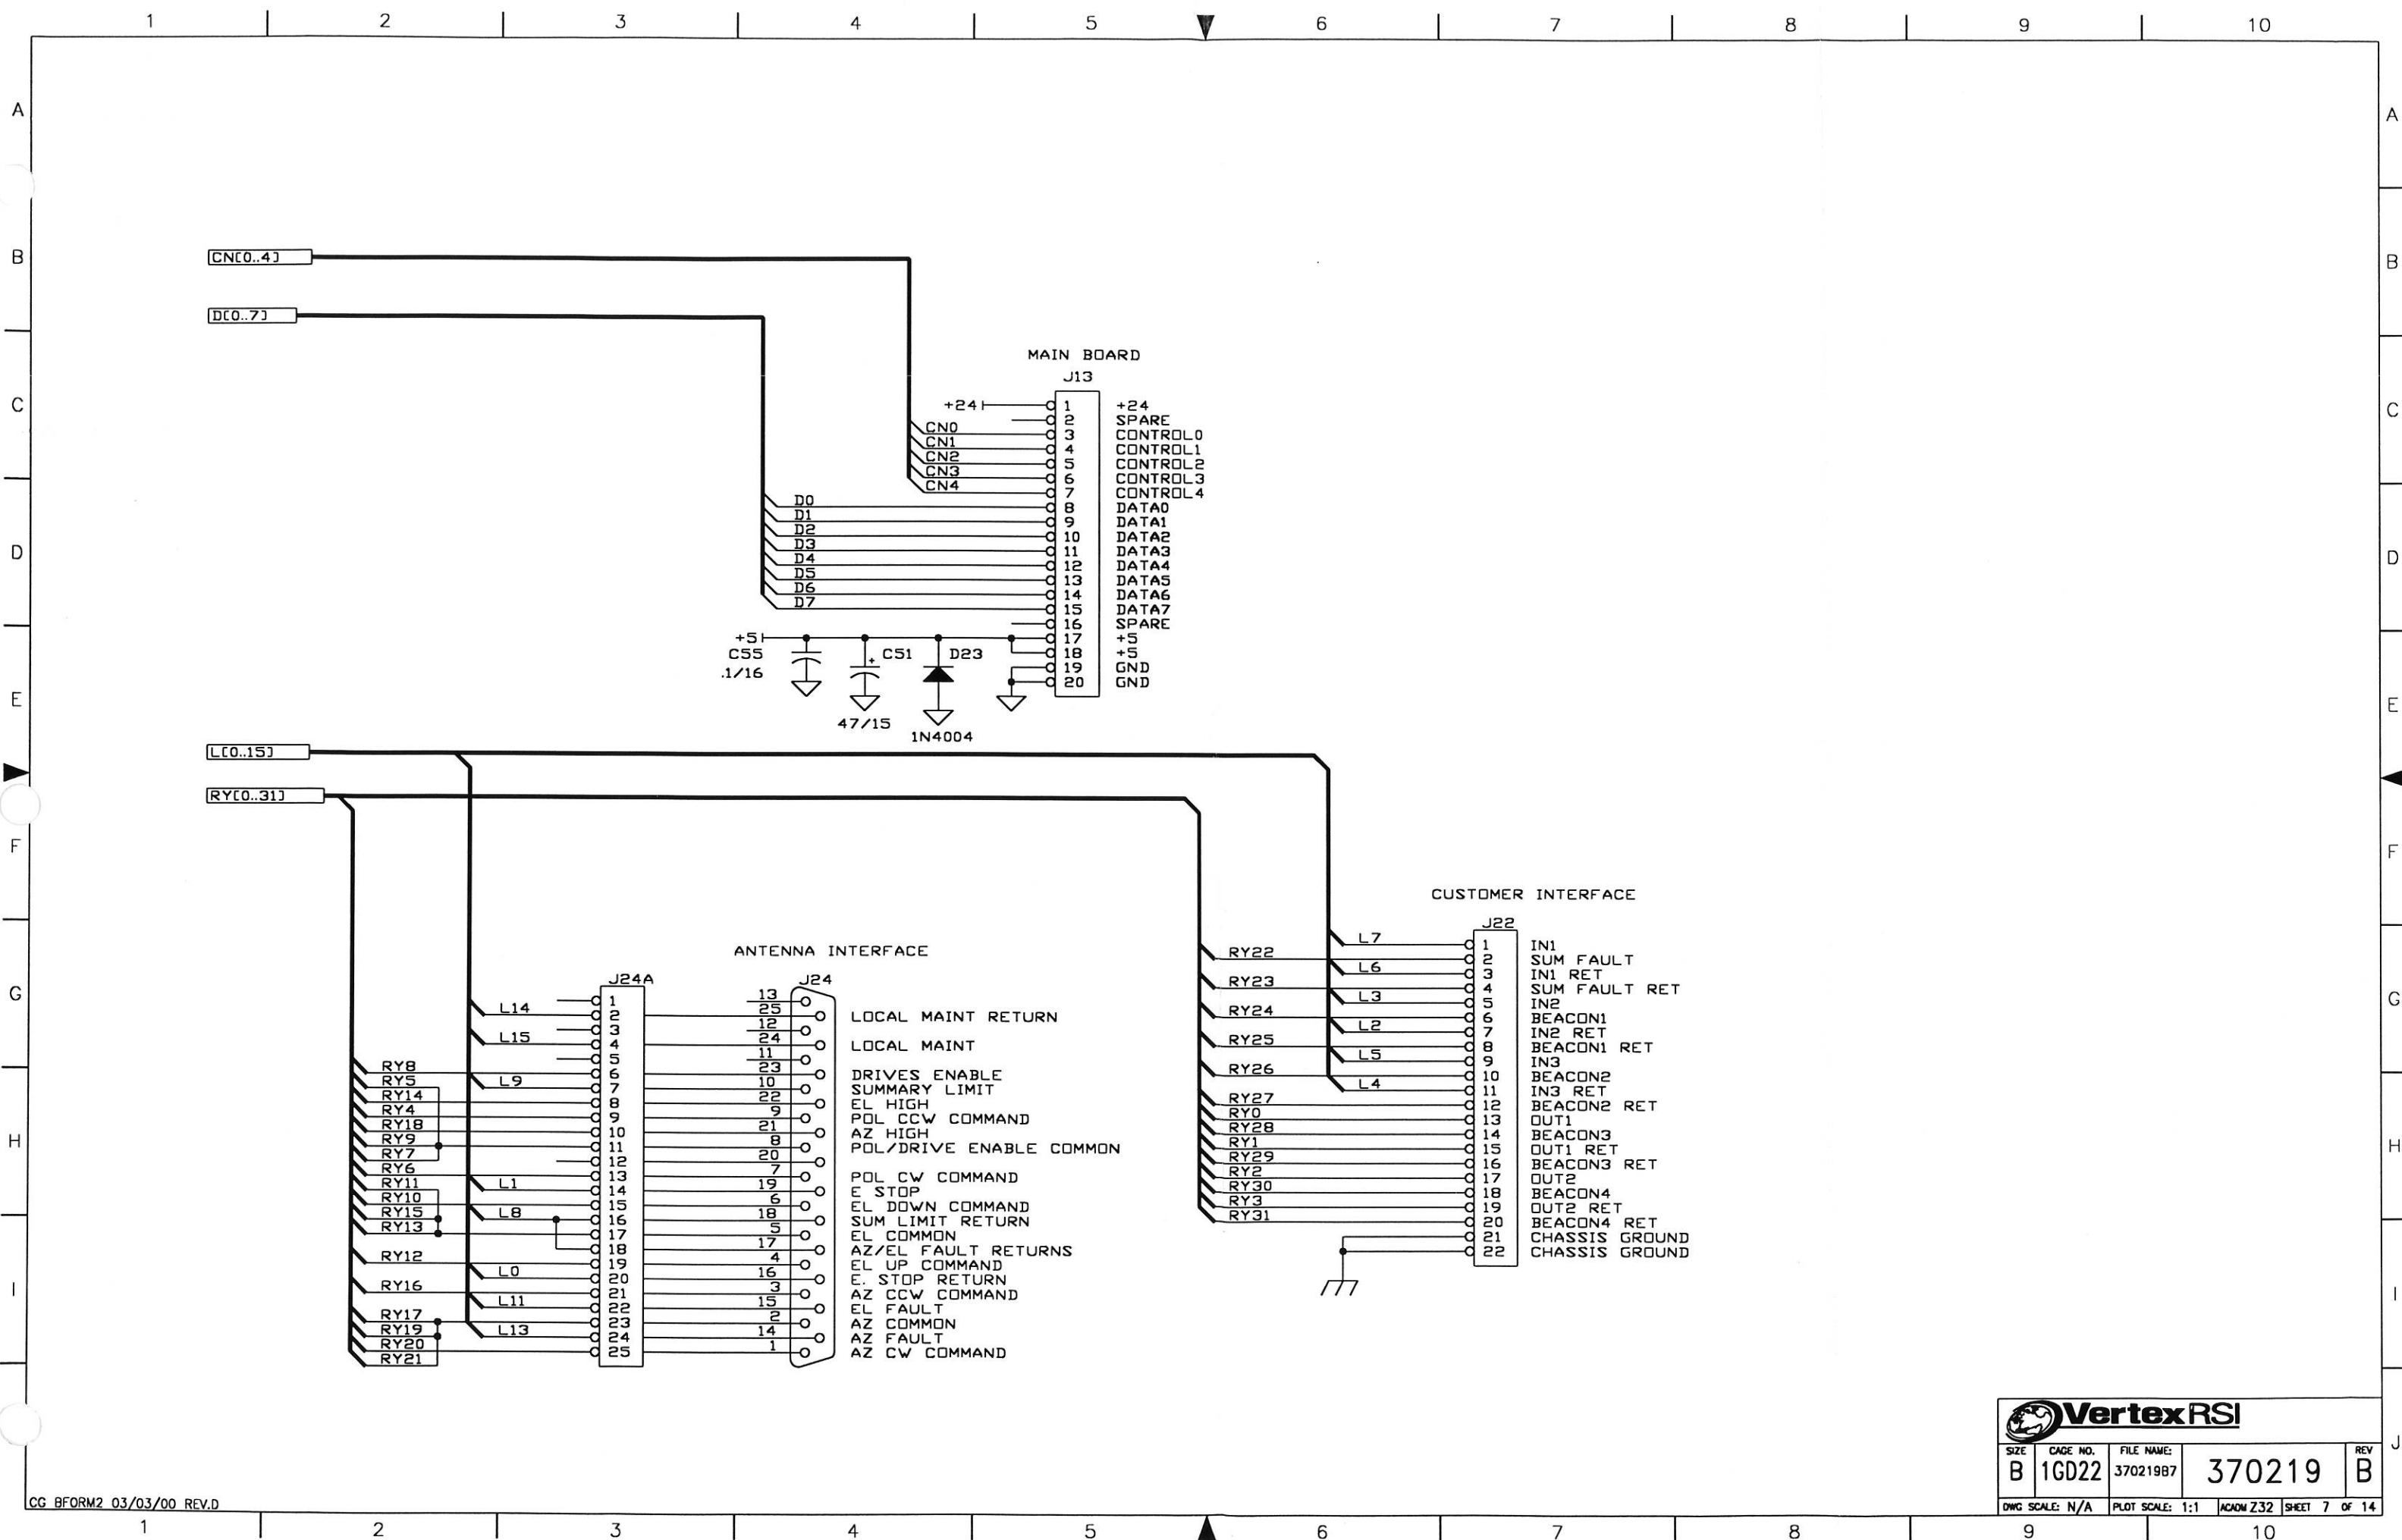 1 2 3 4 5 6 7 8 9 10
A A
B B
C C
D D
E E
F F
G G
H H
I I
J
CN[0..4]
D[0..7]
MAIN BOARD
J13
+24 1 +24
2 SPARE
CN0 3 CONTROL0
CN1 4 CONTROL1
CN2 5 CONTROL2
CN3 6 CONTROL3
CN4 7 CONTROL4
D0 8 DATA0
D1 9 DATA1
D2 10 DATA2
D3 11 DATA3
D4 12 DATA4
D5 13 DATA5
D6 14 DATA6
D7 15 DATA7
16 SPARE
+5 17 +5
C55 + C51 D23 18 +5
.1/16 19 GND
20 GND
47/15
1N4004
L[0..15]
RY[0..31]
ANTENNA INTERFACE
J24A J24
1 13
L14 2 25 LOCAL MAINT RETURN
3 12
L15 4 24 LOCAL MAINT
5 11
RY8 6 23 DRIVES ENABLE
RY5 L9 7 10 SUMMARY LIMIT
RY14 8 22 EL HIGH
RY4 9 9 POL CCW COMMAND
RY18 10 21 AZ HIGH
RY9 11 8 POL/DRIVE ENABLE COMMON
RY7 12 20
RY6 13 7 POL CW COMMAND
RY11 L1 14 19 E STOP
RY10 15 6 EL DOWN COMMAND
RY15 L8 16 18 SUM LIMIT RETURN
RY13 17 5 EL COMMON
18 17 AZ/EL FAULT RETURNS
RY12 19 4 EL UP COMMAND
L0 20 16 E. STOP RETURN
RY16 21 3 AZ CCW COMMAND
L11 22 15 EL FAULT
RY17 23 2 AZ COMMON
RY19 L13 24 14 AZ FAULT
RY20 25 1 AZ CW COMMAND
RY21
CUSTOMER INTERFACE
J22
L7 1 IN1
RY22 2 SUM FAULT
L6 3 IN1 RET
RY23 4 SUM FAULT RET
L3 5 IN2
RY24 6 BEACON1
L2 7 IN2 RET
RY25 8 BEACON1 RET
L5 9 IN3
RY26 10 BEACON2
L4 11 IN3 RET
RY27 12 BEACON2 RET
RY0 13 OUT1
RY28 14 BEACON3
RY1 15 OUT1 RET
RY29 16 BEACON3 RET
RY2 17 OUT2
RY30 18 BEACON4
RY3 19 OUT2 RET
RY31 20 BEACON4 RET
21 CHASSIS GROUND
22 CHASSIS GROUND
VertexRSI
SIZE CAGE NO. FILE NAME: REV
B 1GD22 370219B7 370219 B
DWG SCALE: N/A PLOT SCALE: 1:1 ACADM Z32 SHEET 7 OF 14
CG BFORM2 03/03/00 REV.D
1 2 3 4 5 6 7 8 9 10